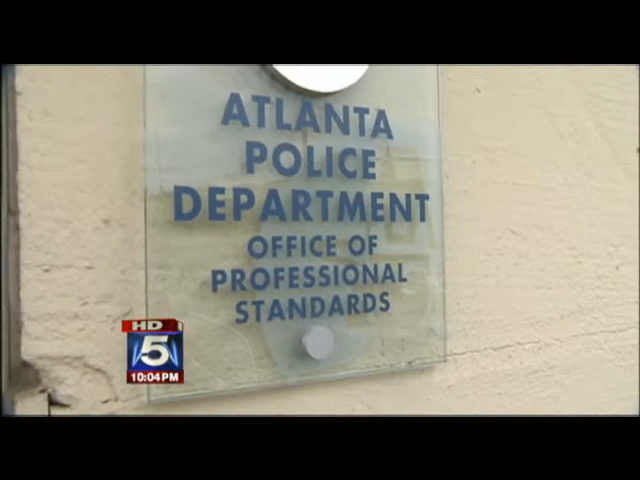 ATLANTA
POLICE
DEPARTMENT
OFFICE OF
PROFESSIONAL
STANDARDS
HD
5
10:04PM